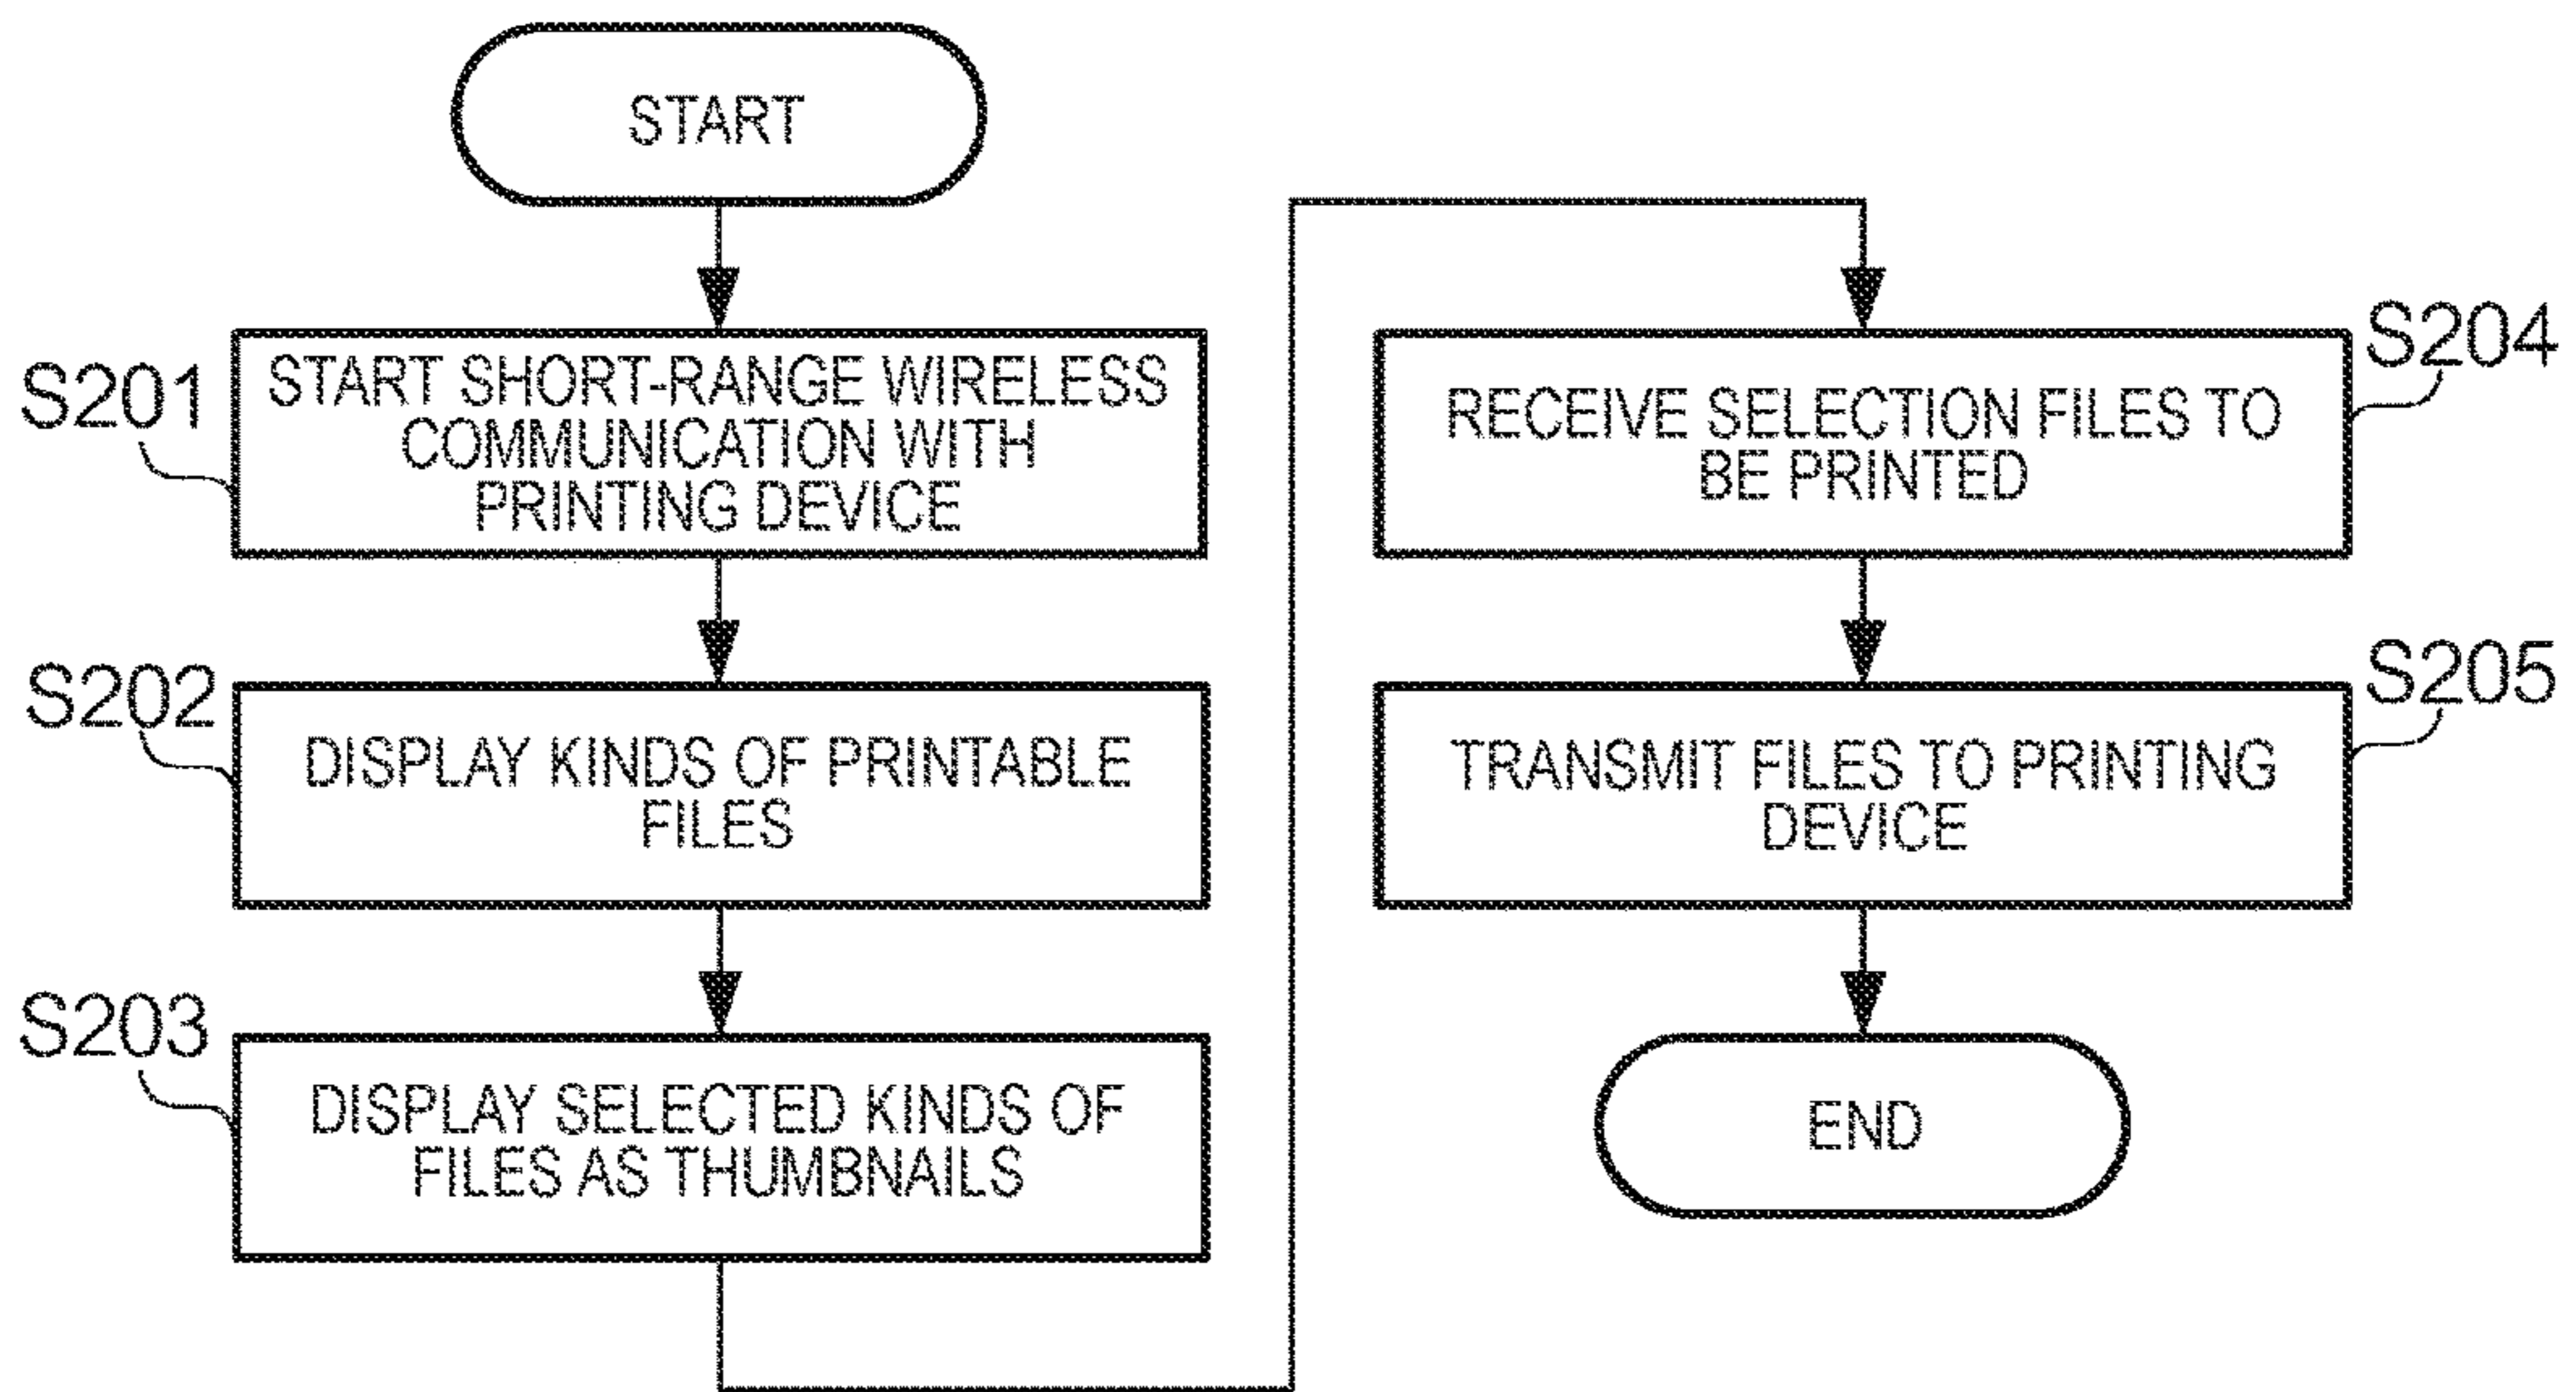 START
S201
START SHORT-RANGE WIRELESS
COMMUNICATION WITH
PRINTING DEVICE
S202
DISPLAY KINDS OF PRINTABLE
FILES
S203
DISPLAY SELECTED KINDS OF
FILES AS THUMBNAILS
S204
RECEIVE SELECTION FILES TO
BE PRINTED
S205
TRANSMIT FILES TO PRINTING
DEVICE
END